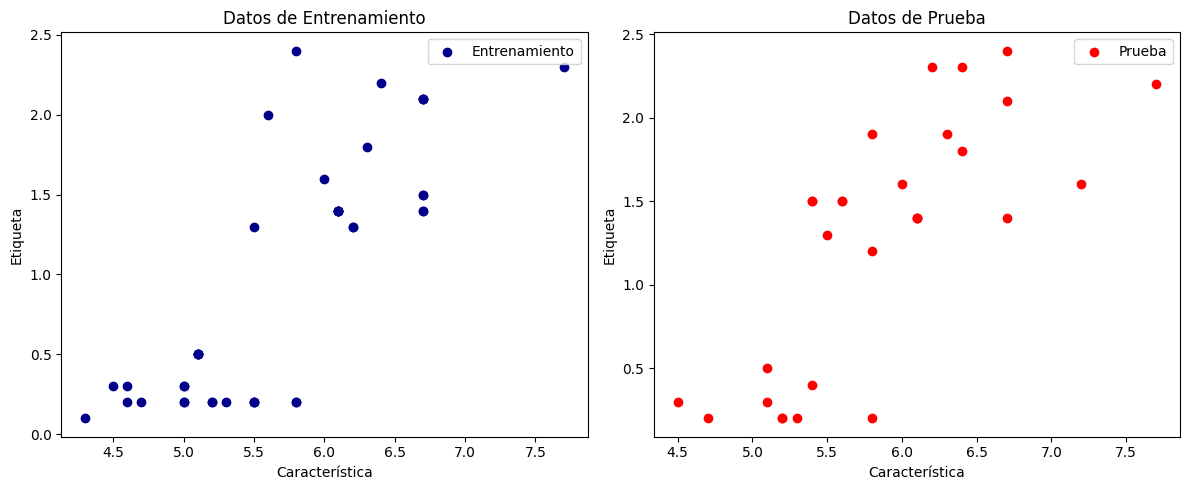 Datos de Entrenamiento
Entrenamiento
2.5
2.0
1.5
1.0
0.5
0.0
Etiqueta
4.5 5.0 5.5 6.0 6.5 7.0 7.5
Característica
Datos de Prueba
Prueba
2.5
2.0
1.5
1.0
0.5
Etiqueta
4.5 5.0 5.5 6.0 6.5 7.0 7.5
Característica